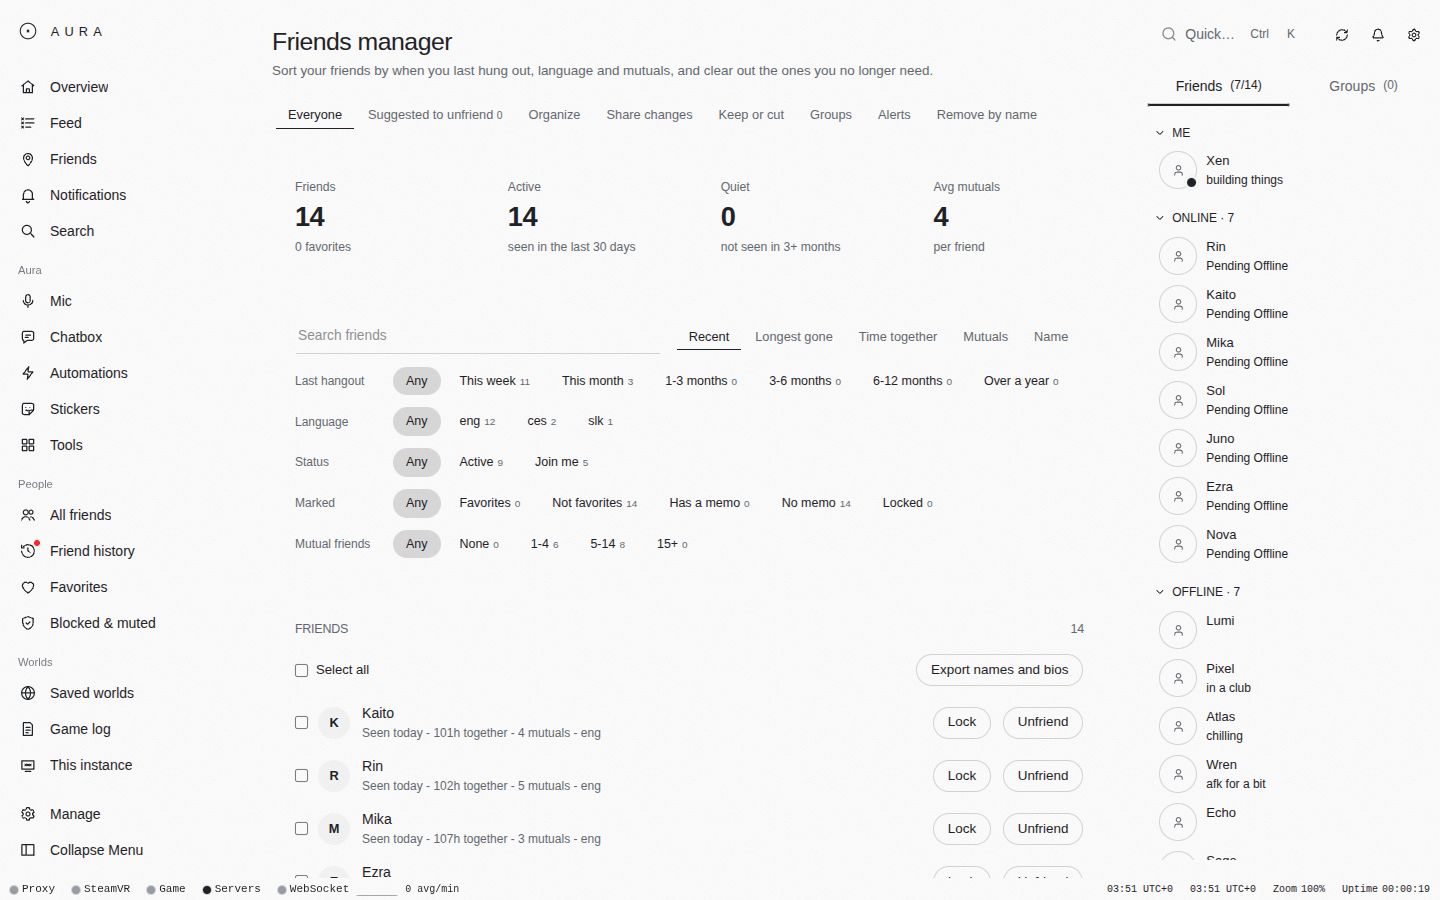 AURA
Overview
Feed
Friends
Notifications
Search
Aura
Mic
Chatbox
Automations
Stickers
Tools
People
All friends
Friend history
Favorites
Blocked & muted
Worlds
Saved worlds
Game log
This instance
Manage
Collapse Menu
Friends manager
Sort your friends by when you last hung out, language and mutuals, and clear out the ones you no longer need.
Everyone Suggested to unfriend 0 Organize Share changes Keep or cut Groups Alerts Remove by name
Friends Active Quiet Avg mutuals
14 14 0 4
0 favorites seen in the last 30 days not seen in 3+ months per friend
Search friends Recent Longest gone Time together Mutuals Name
Last hangout Any This week 11 This month 3 1-3 months 0 3-6 months 0 6-12 months 0 Over a year 0
Language Any eng 12 ces 2 slk 1
Status Any Active 9 Join me 5
Marked Any Favorites 0 Not favorites 14 Has a memo 0 No memo 14 Locked 0
Mutual friends Any None 0 1-4 6 5-14 8 15+ 0
FRIENDS 14
Select all Export names and bios
K Kaito Lock Unfriend
Seen today - 101h together - 4 mutuals - eng
R Rin Lock Unfriend
Seen today - 102h together - 5 mutuals - eng
M Mika Lock Unfriend
Seen today - 107h together - 3 mutuals - eng
Ezra
Quick... Ctrl K
Friends (7/14) Groups (0)
ME
Xen
building things
ONLINE · 7
Rin
Pending Offline
Kaito
Pending Offline
Mika
Pending Offline
Sol
Pending Offline
Juno
Pending Offline
Ezra
Pending Offline
Nova
Pending Offline
OFFLINE · 7
Lumi
Pixel
in a club
Atlas
chilling
Wren
afk for a bit
Echo
Proxy SteamVR Game Servers WebSocket 0 avg/min 03:51 UTC+0 03:51 UTC+0 Zoom 100% Uptime 00:00:19